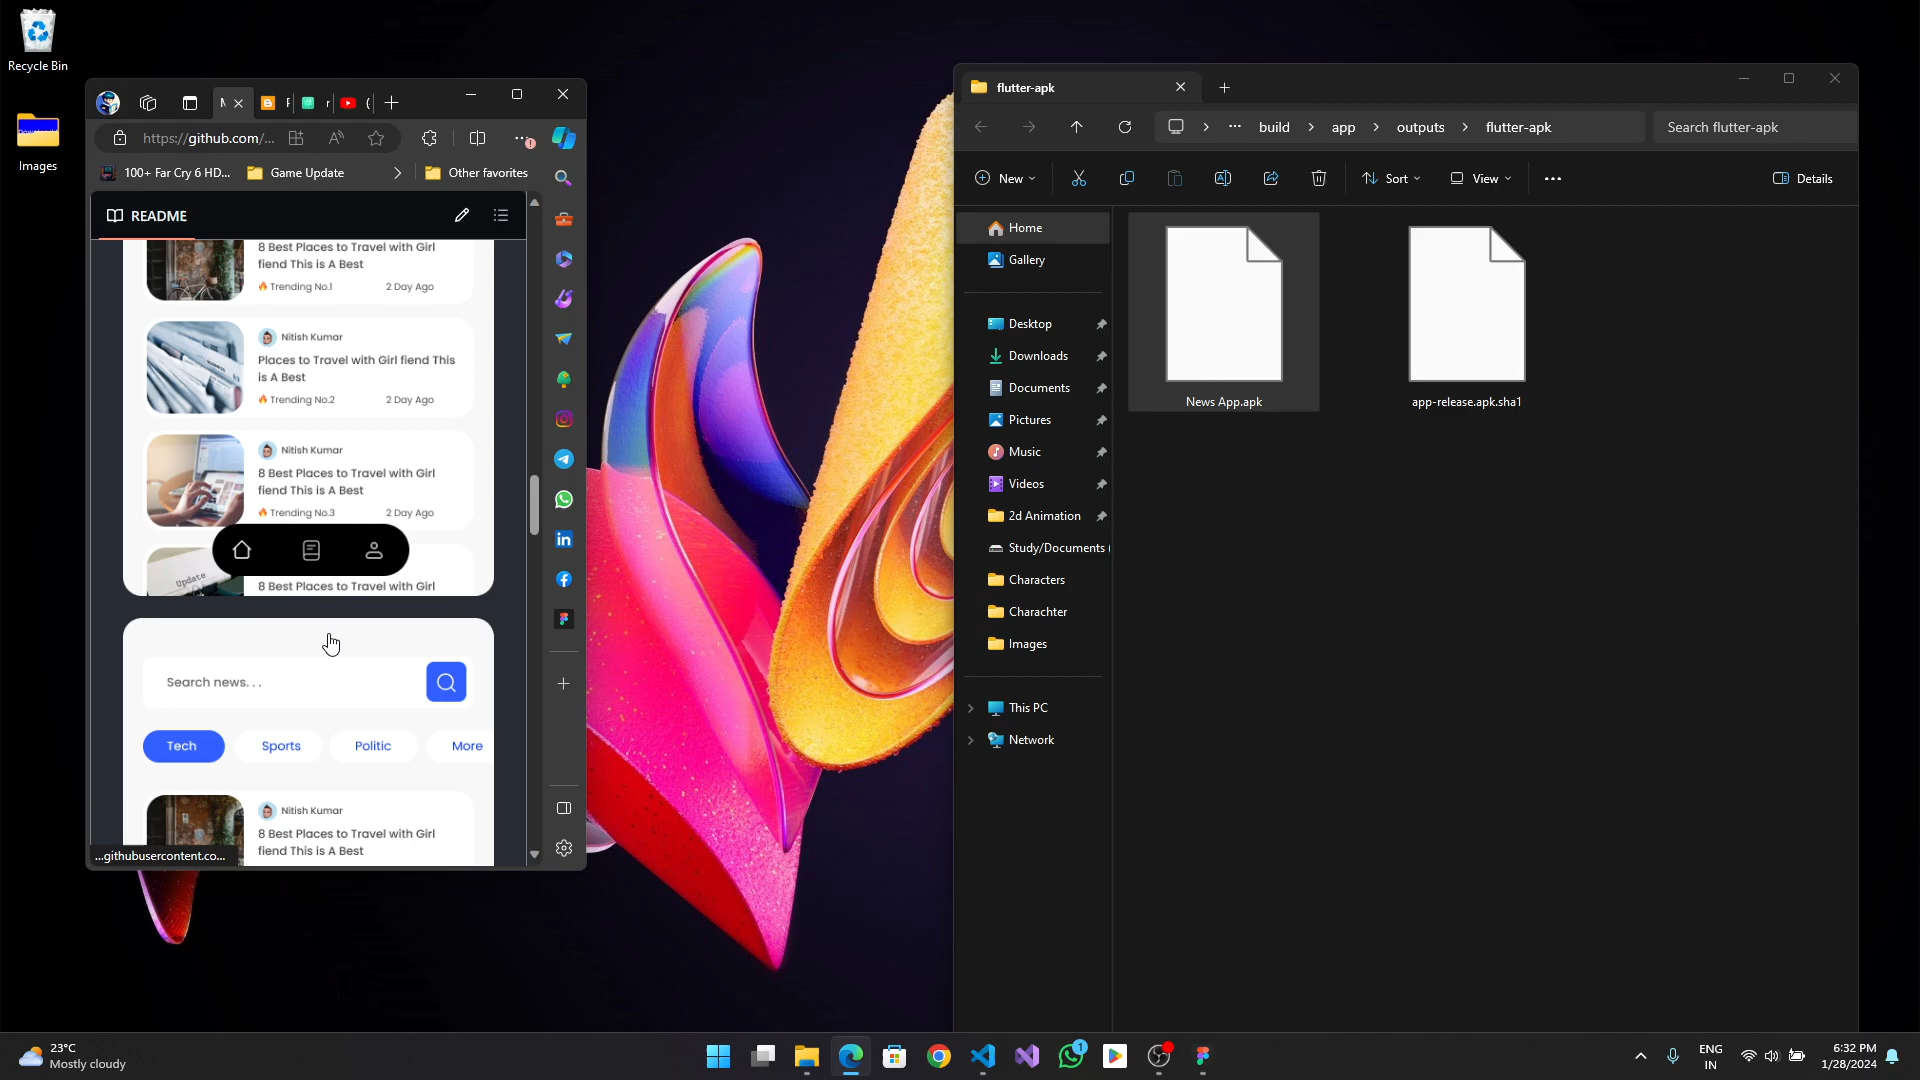 Recycle Bin
Images
https://github.com/...
100+ Far Cry 6 HD...
Game Update
Other favorites
README
8 Best Places to Travel with Girl
fiend This is A Best
Trending No.1
2 Day Ago
Nitish Kumar
Places to Travel with Girl fiend This
is A Best
Trending No.2
2 Day Ago
Nitish Kumar
8 Best Places to Travel with Girl
fiend This is A Best
Trending No.3
2 Day Ago
Update
8 Best Places to Travel with Girl
Search news. . .
Tech
Sports
Politic
More
Nitish Kumar
8 Best Places to Travel with Girl
fiend This is A Best
...githubusercontent.co...
flutter-apk
build
app
outputs
flutter-apk
Search flutter-apk
New
Sort
View
Details
Home
Gallery
Desktop
Downloads
Documents
Pictures
Music
Videos
2d Animation
Study/Documents (
Characters
Charachter
Images
This PC
Network
News App.apk
app-release.apk.sha1
23°C
Mostly cloudy
1
ENG
IN
6:32 PM
1/28/2024